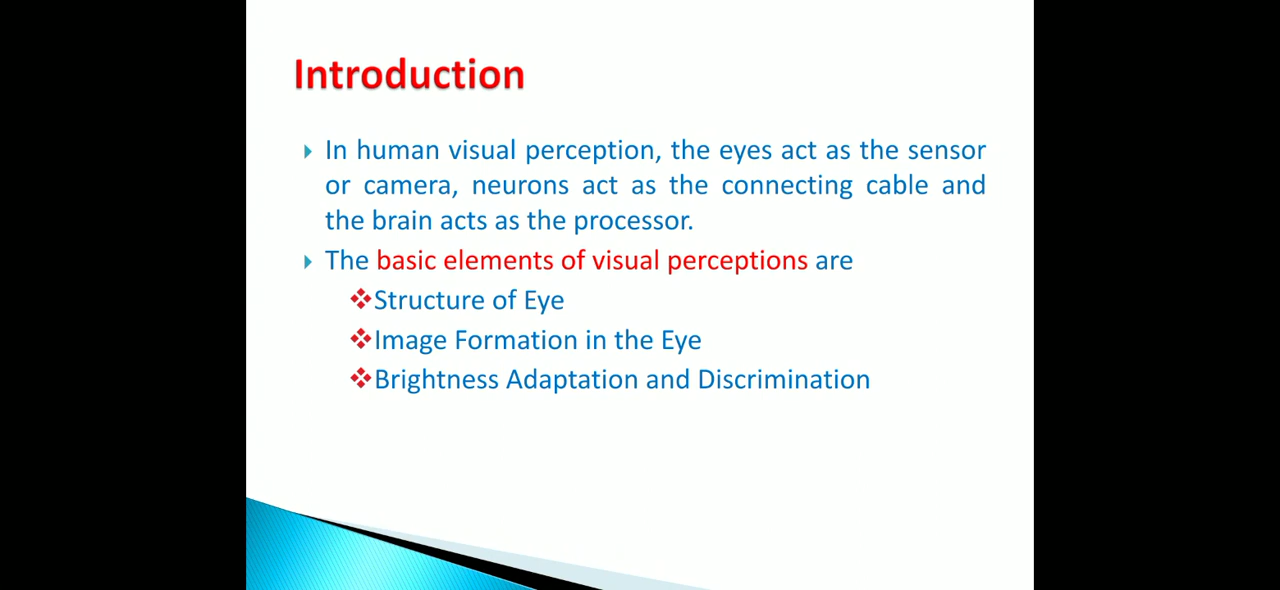 Introduction
In human visual perception, the eyes act as the sensor
or camera, neurons act as the connecting cable and
the brain acts as the processor.
The basic elements of visual perceptions are
Structure of Eye
Image Formation in the Eye
Brightness Adaptation and Discrimination